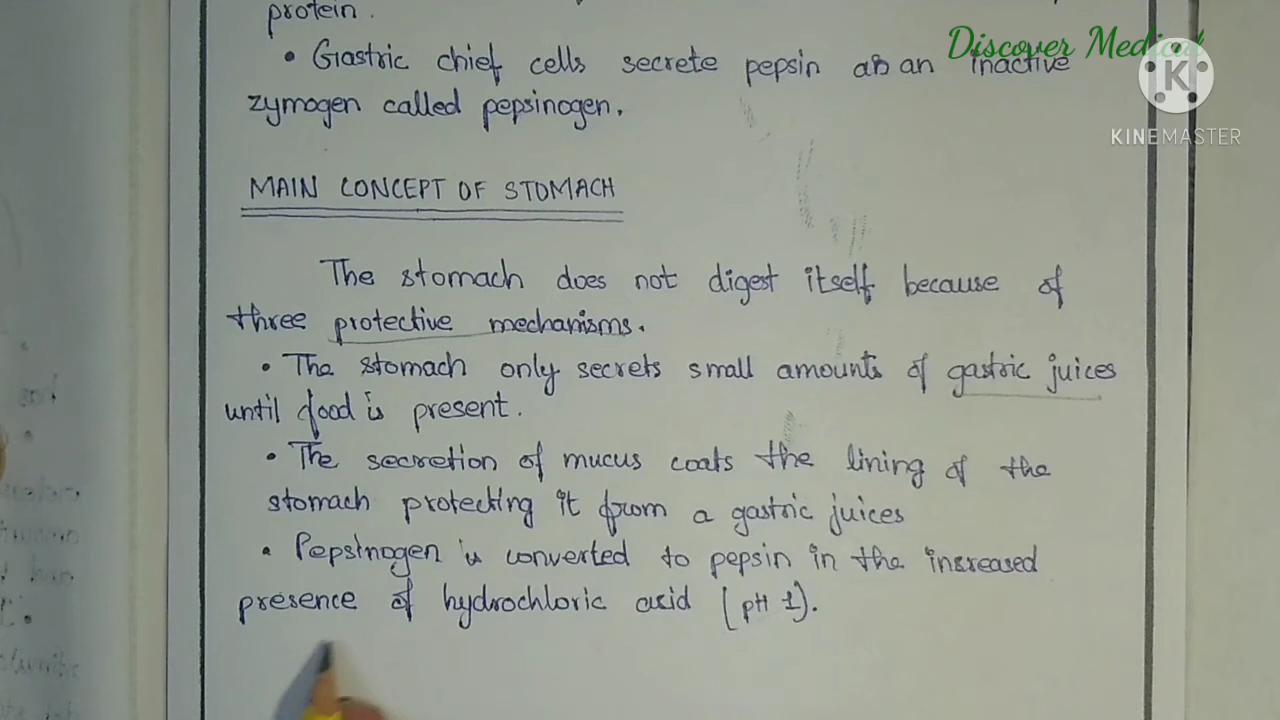 protein.
Discover Medical
• Gastric chief cells secrete pepsin as an inactive
zymogen called pepsinogen.
K
KINEMASTER
MAIN CONCEPT OF STOMACH
The stomach does not digest itself because of
three protective mechanisms.
• The stomach only secrets small amounts of gastric juices
until food is present.
• The secretion of mucus coats the lining of the
stomach protecting it from a gastric juices
• Pepsinogen is converted to pepsin in the increased
presence of hydrochloric acid [pH 1).